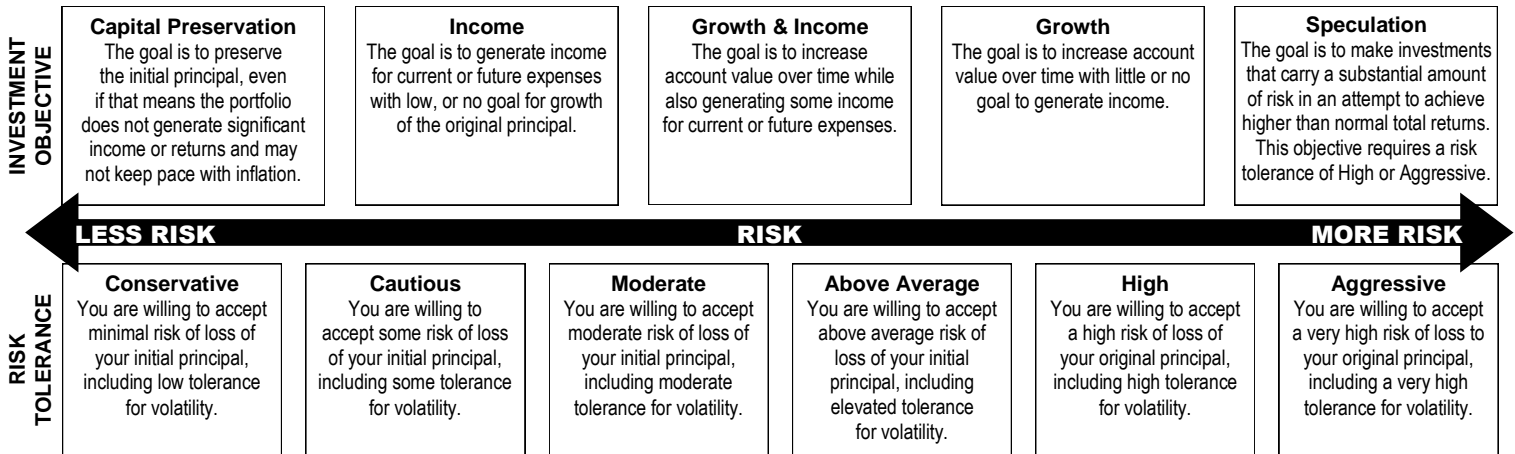 INVESTMENT
OBJECTIVE
Capital Preservation
The goal is to preserve
the initial principal, even
if that means the portfolio
does not generate significant
income or returns and may
not keep pace with inflation.
Income
The goal is to generate income
for current or future expenses
with low, or no goal for growth
of the original principal.
Growth & Income
The goal is to increase
account value over time while
also generating some income
for current or future expenses.
Growth
The goal is to increase account
value over time with little or no
goal to generate income.
Speculation
The goal is to make investments
that carry a substantial amount
of risk in an attempt to achieve
higher than normal total returns.
This objective requires a risk
tolerance of High or Aggressive.
LESS RISK
RISK
MORE RISK
RISK
TOLERANCE
Conservative
You are willing to accept
minimal risk of loss of
your initial principal,
including low tolerance
for volatility.
Cautious
You are willing to
accept some risk of loss
of your initial principal,
including some tolerance
for volatility.
Moderate
You are willing to accept
moderate risk of loss of
your initial principal,
including moderate
tolerance for volatility.
Above Average
You are willing to accept
above average risk of
loss of your initial
principal, including
elevated tolerance
for volatility.
High
You are willing to accept
a high risk of loss of
your original principal,
including high tolerance
for volatility.
Aggressive
You are willing to accept
a very high risk of loss to
your original principal,
including a very high
tolerance for volatility.